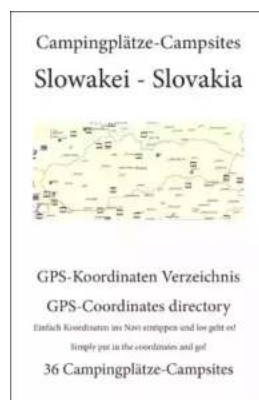 Campingplätze-Campsites
Slowakei - Slovakia
GPS-Koordinaten Verzeichnis
GPS-Coordinates directory
Einfach Koordinaten ins Navi eintippen und los geht es!
Simply put in the coordinates and go!
36 Campingplätze-Campsites